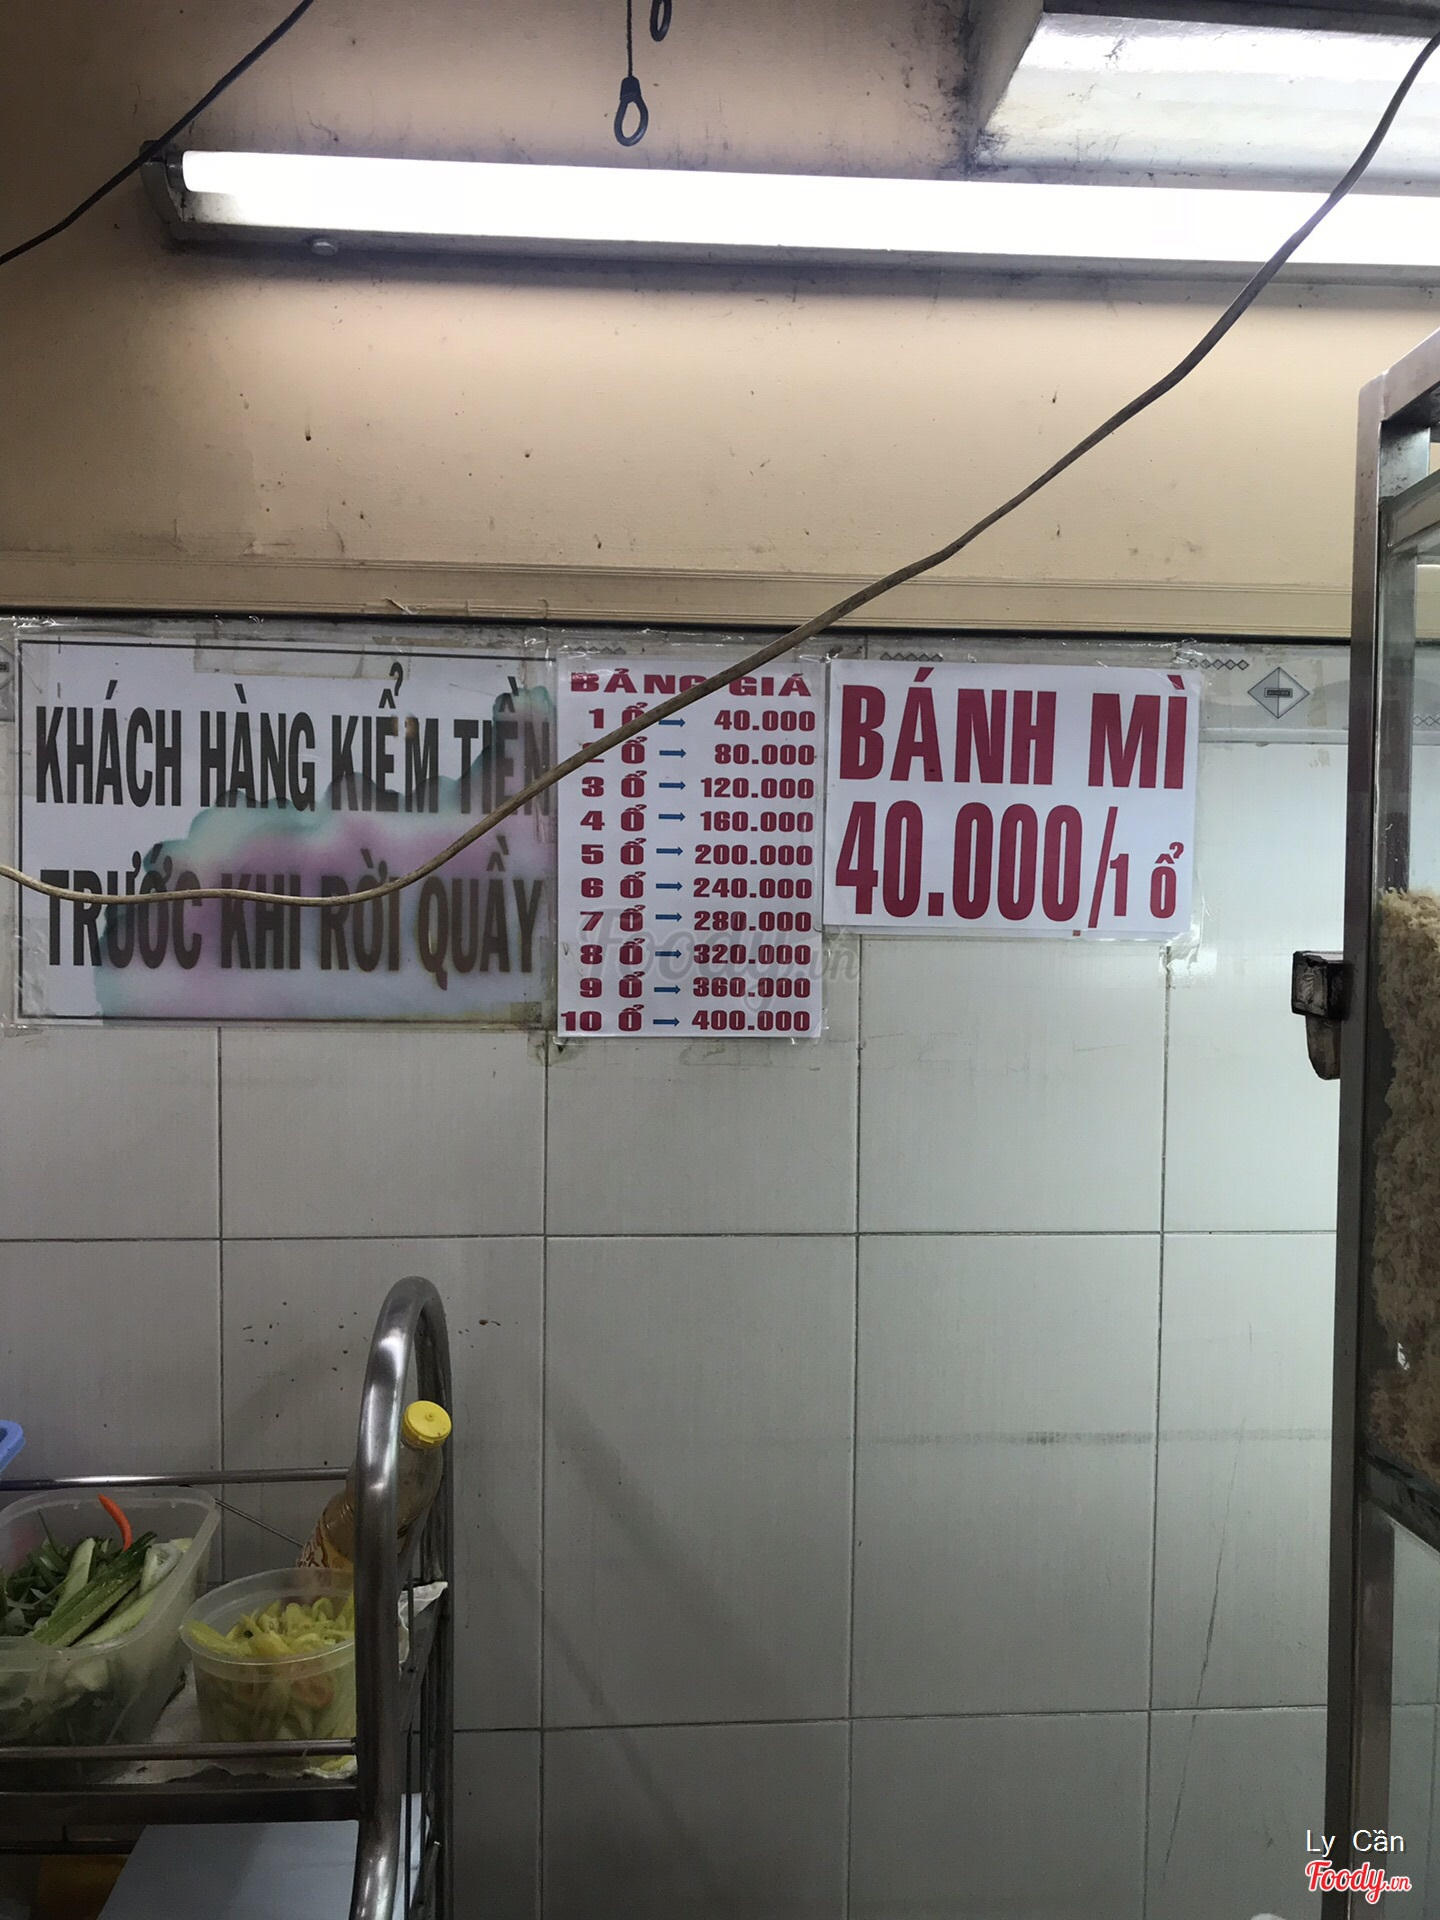 KHÁCH HÀNG KIỂM TIỀN
TRƯỚC KHI RỜI QUẦY
BẢNG GIÁ
1 Ổ → 40.000
2 Ổ → 80.000
3 Ổ → 120.000
4 Ổ → 160.000
5 Ổ → 200.000
6 Ổ → 240.000
7 Ổ → 280.000
8 Ổ → 320.000
9 Ổ → 360.000
10 Ổ → 400.000
BÁNH MÌ
40.000/1 ổ
Foody.vn
Ly Cần
Foody.vn